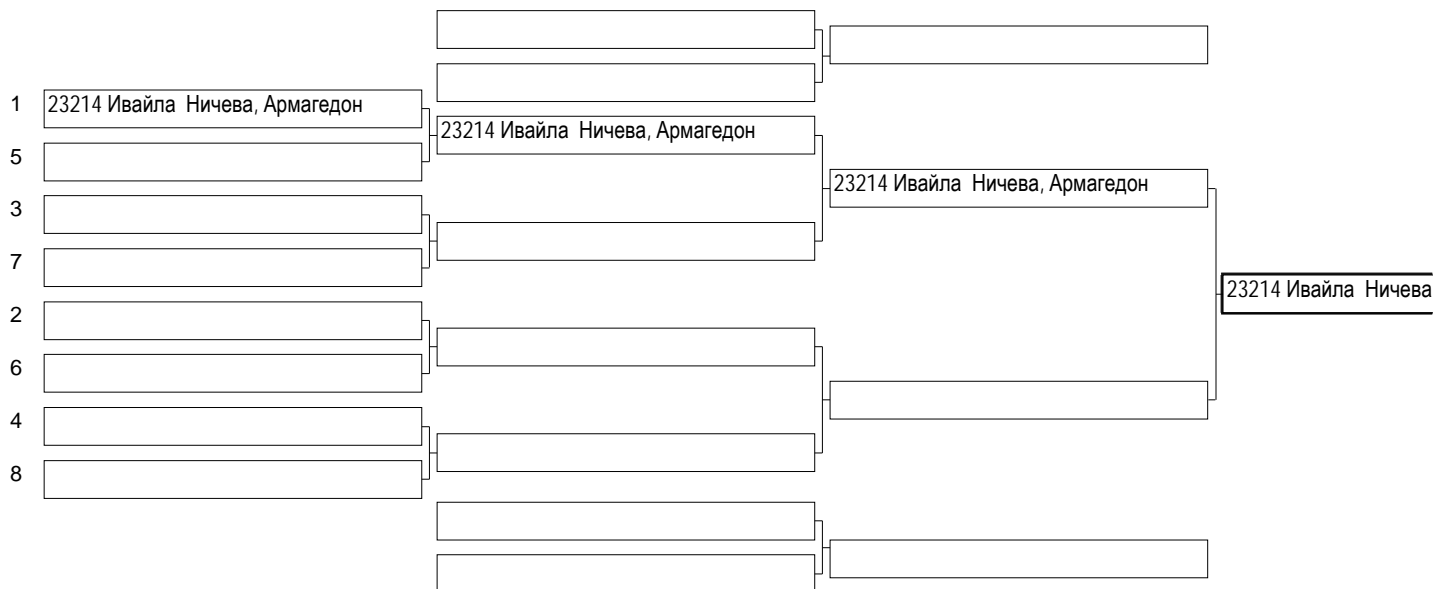 1 23214 Ивайла  Ничева, Армагедон
5
3
7
2
6
4
8
23214 Ивайла  Ничева, Армагедон
23214 Ивайла  Ничева, Армагедон
23214 Ивайла  Ничева